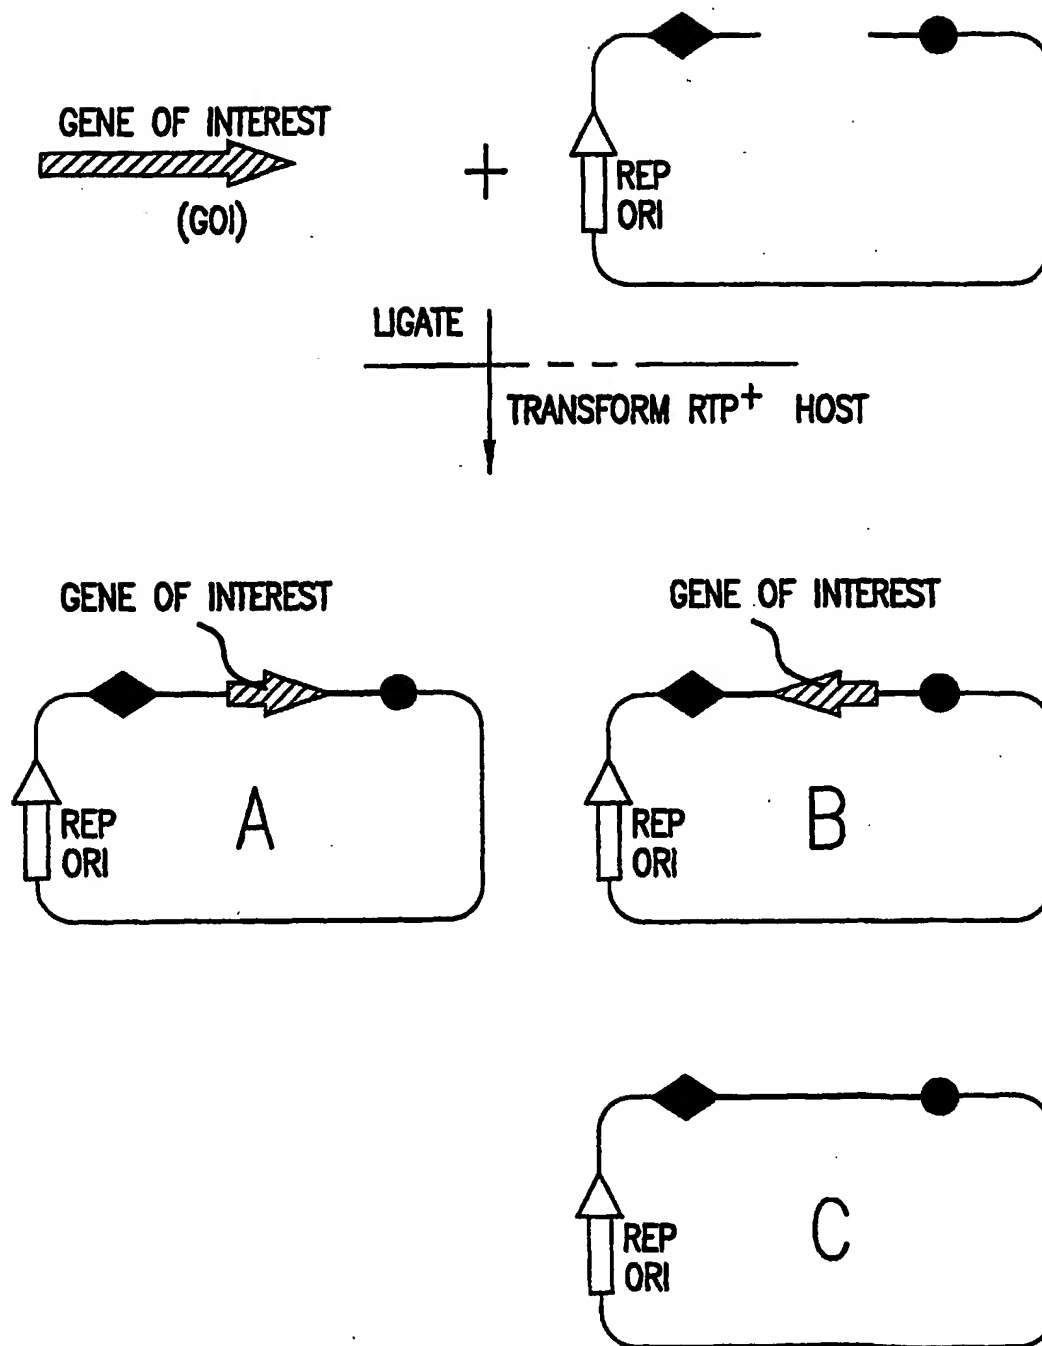 GENE OF INTEREST
(GOI)
+
REP
ORI
LIGATE
TRANSFORM RTP+ HOST
GENE OF INTEREST
REP
ORI
A
GENE OF INTEREST
REP
ORI
B
REP
ORI
C